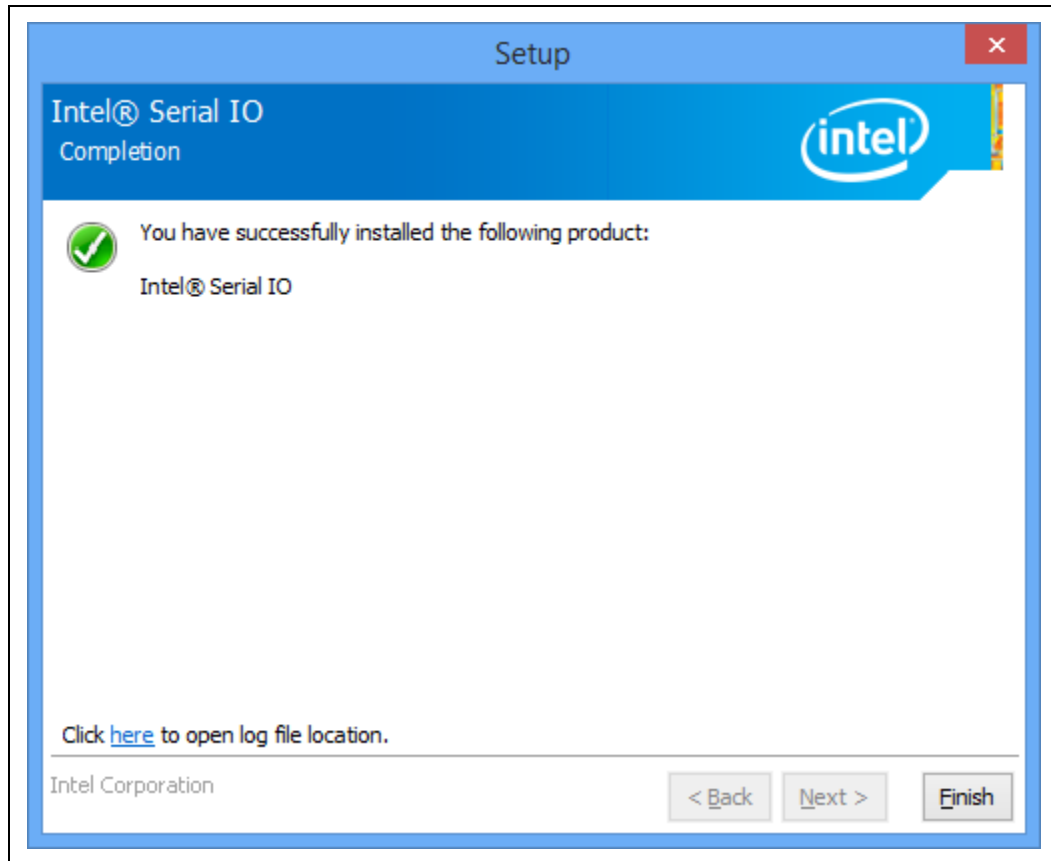 Setup
Intel® Serial IO
Completion
intel
You have successfully installed the following product:
Intel® Serial IO
Click here to open log file location.
Intel Corporation
< Back Next > Finish